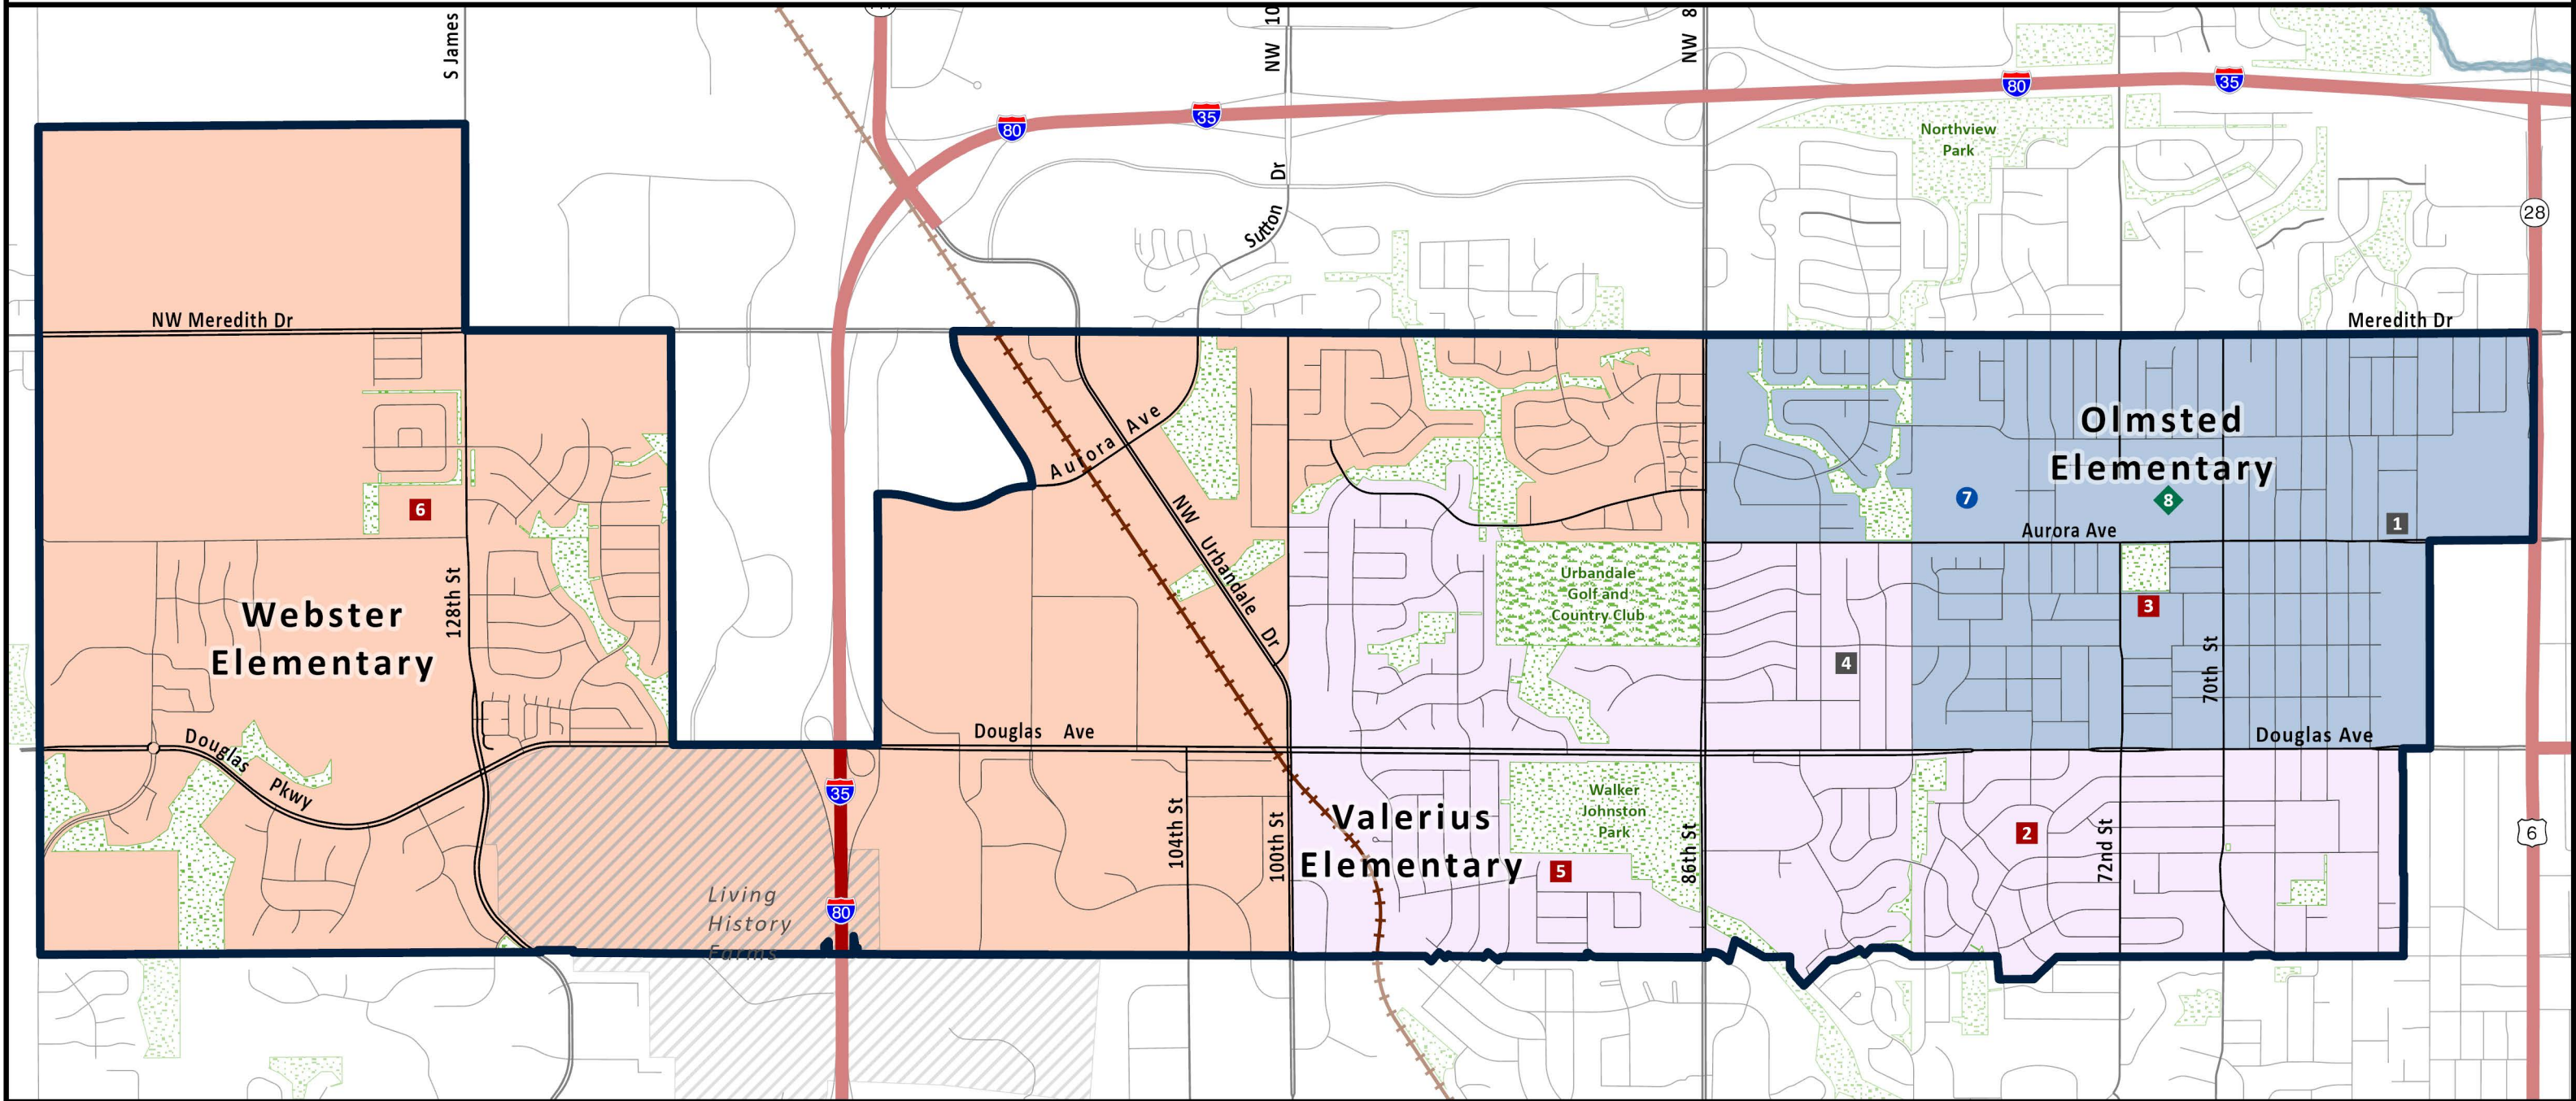 S James
NW 10
NW 8
80
35
80
35
Northview
Park
28
Sutton Dr
NW Meredith Dr
Meredith Dr
Aurora Ave
Olmsted
Elementary
6
7
8
1
Aurora Ave
NW Urbandale Dr
Urbandale
Golf and
Country Club
128th St
Webster
Elementary
3
4
70th St
Douglas Pkwy
Douglas Ave
Douglas Ave
35
104th St
100th St
Valerius
Elementary
Walker
Johnston
Park
86th St
2
72nd St
6
5
80
Living
History
Farms